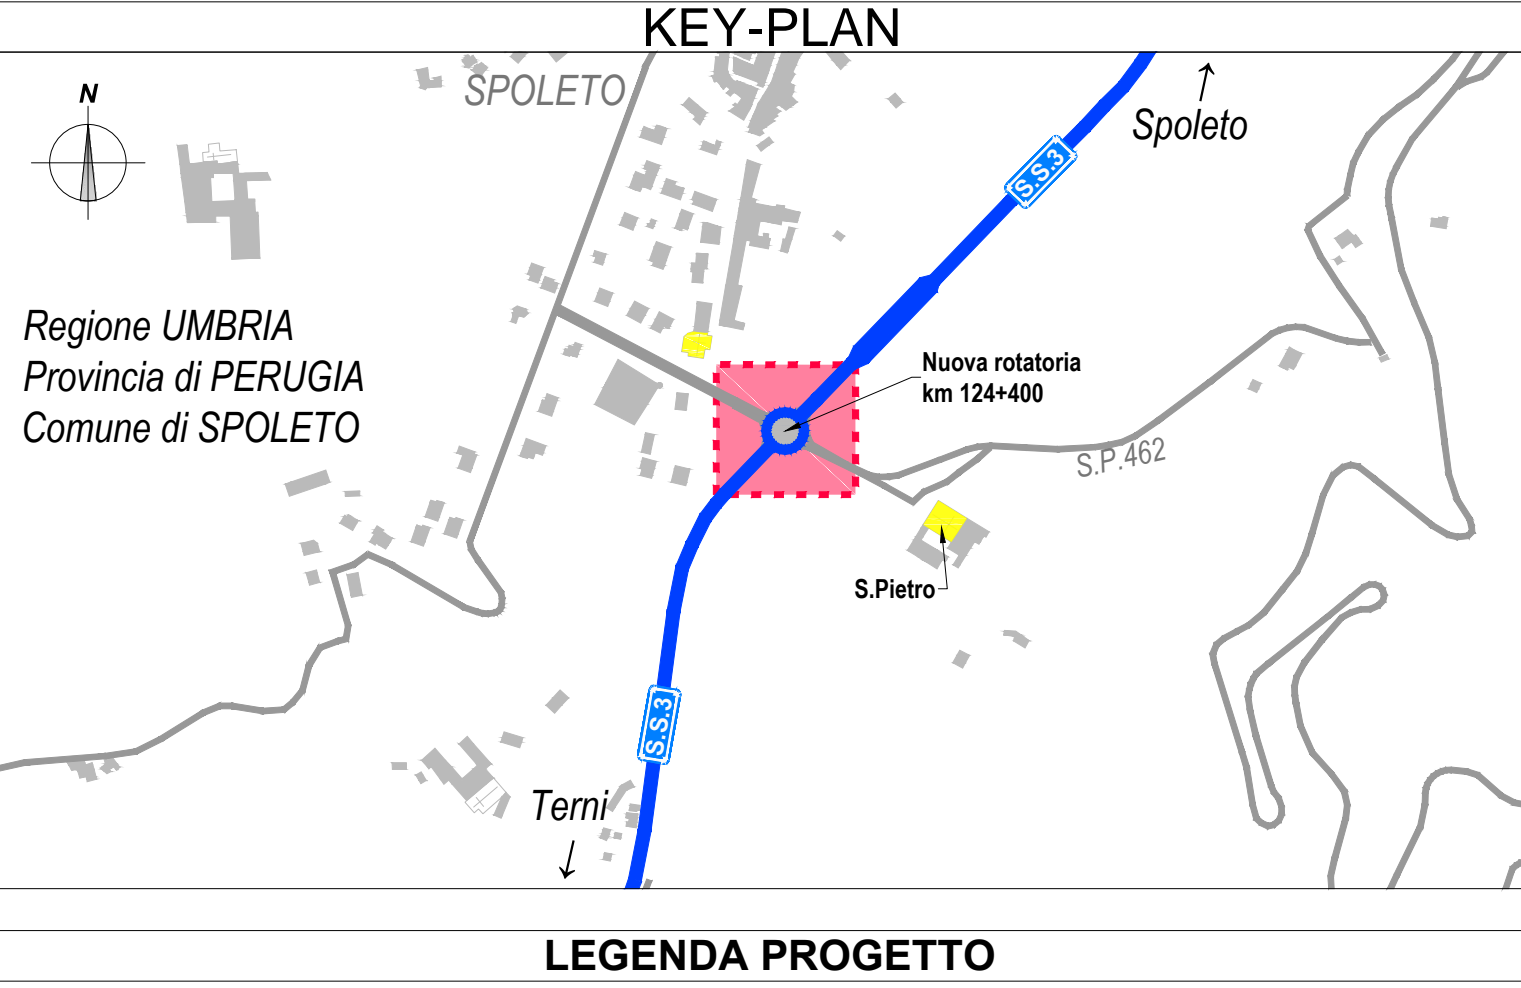 KEY-PLAN
N
SPOLETO
Spoleto
S.S.3
Regione UMBRIA
Provincia di PERUGIA
Comune di SPOLETO
Nuova rotatoria
km 124+400
S.P.462
S.Pietro
S.S.3
Terni
LEGENDA PROGETTO